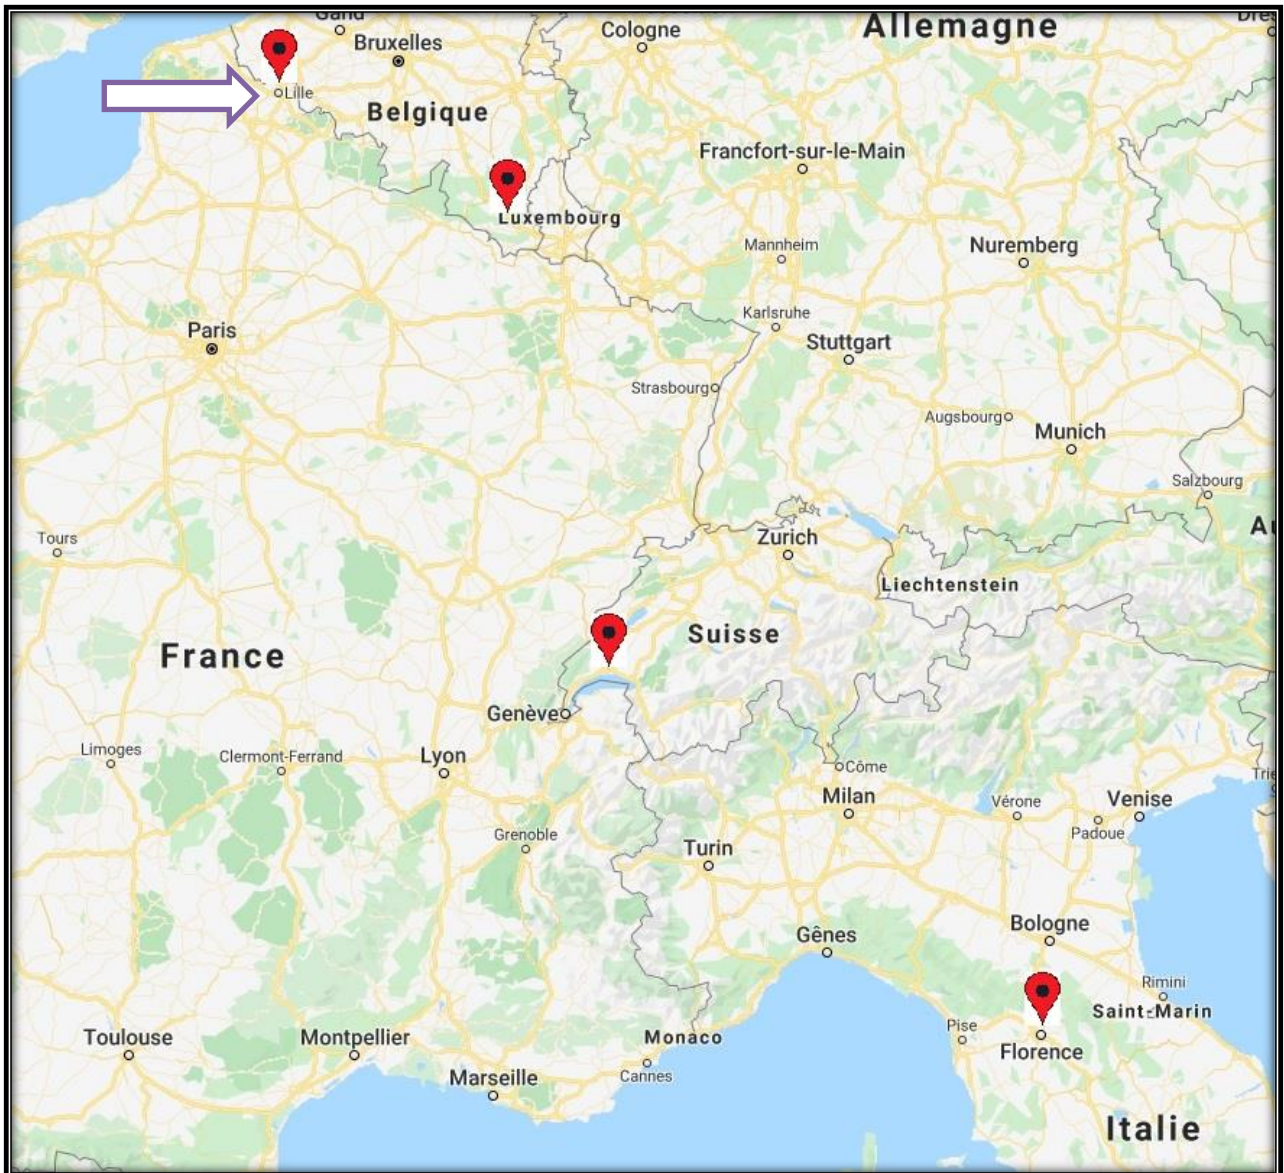 Gand
Bruxelles
Cologne
Allemagne
Lille
Belgique
Francfort-sur-le-Main
Luxembourg
Mannheim
Nuremberg
Karlsruhe
Paris
Stuttgart
Strasbourg
Augsbourg
Munich
Salzbourg
Tours
Zurich
Liechtenstein
Suisse
France
Genève
Limoges
Clermont-Ferrand
Lyon
Côme
Milan
Vérone
Venise
Padoue
Grenoble
Turin
Bologne
Gênes
Rimini
Saint-Marin
Pise
Toulouse
Montpellier
Monaco
Florence
Marseille
Cannes
Italie